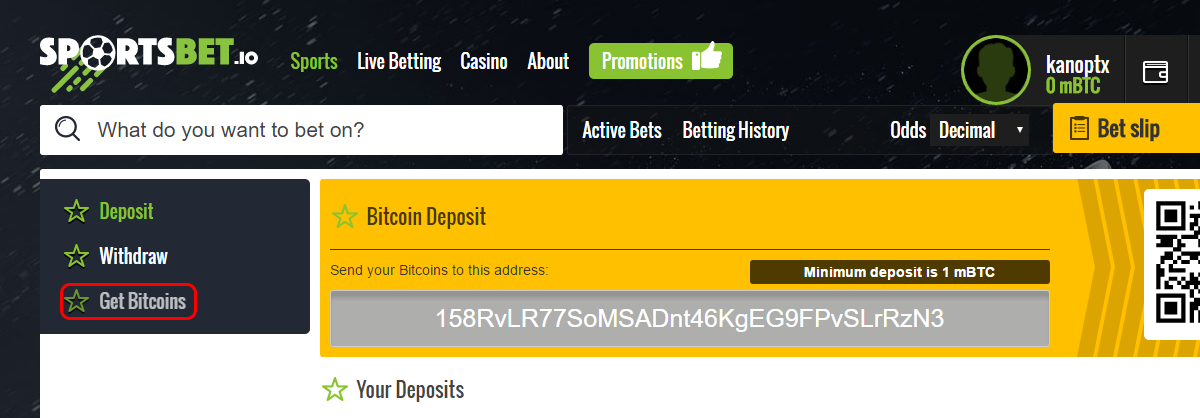 SPORTSBET.IO
Sports Live Betting Casino About Promotions
kanoptx
0 mBTC
What do you want to bet on?
Active Bets Betting History Odds Decimal
Bet slip
Deposit
Withdraw
Get Bitcoins
Bitcoin Deposit
Send your Bitcoins to this address:
Minimum deposit is 1 mBTC
158RvLR77SoMSADnt46KgEG9FPvSLrRzN3
Your Deposits